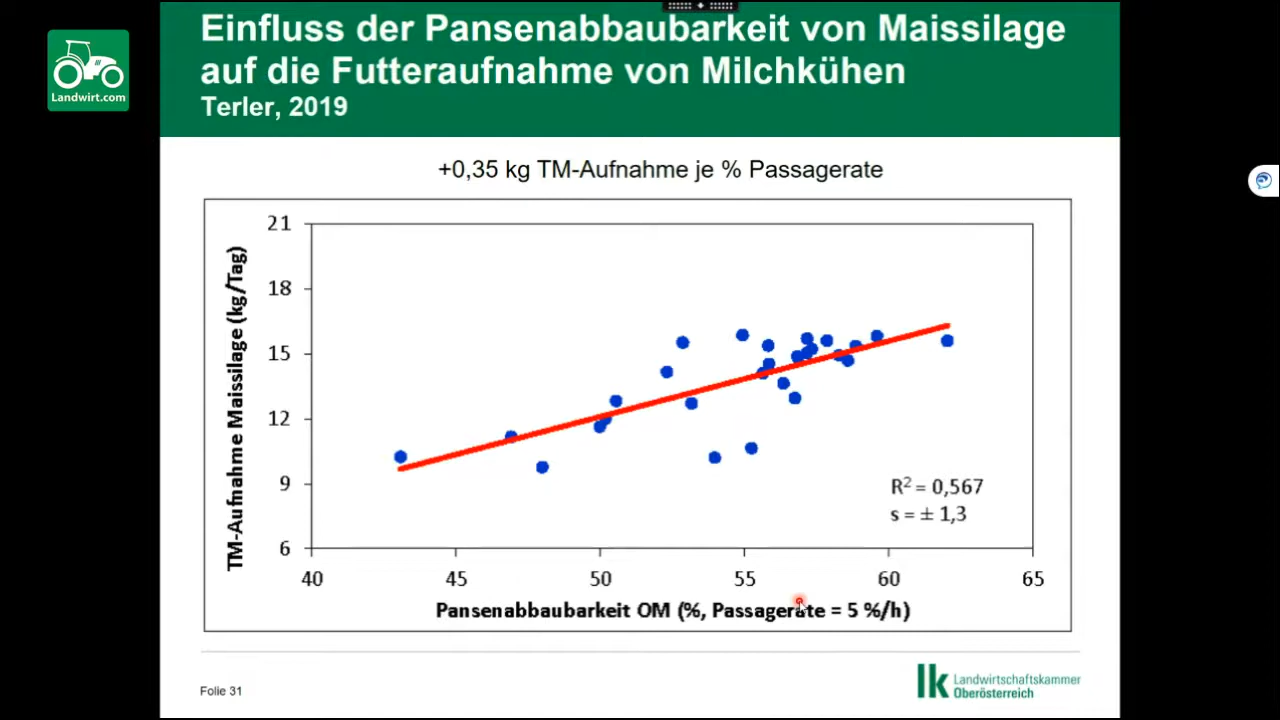 Einfluss der Pansenabbaubarkeit von Maissilage
auf die Futteraufnahme von Milchkühen
Terler, 2019
Landwirt.com
+0,35 kg TM-Aufnahme je % Passagerate
TM-Aufnahme Maissilage (kg/Tag)
21
18
15
12
9
6
40 45 50 55 60 65
R² = 0,567
s = ± 1,3
Pansenabbaubarkeit OM (%, Passagerate = 5 %/h)
Folie 31
lk Landwirtschaftskammer
Oberösterreich